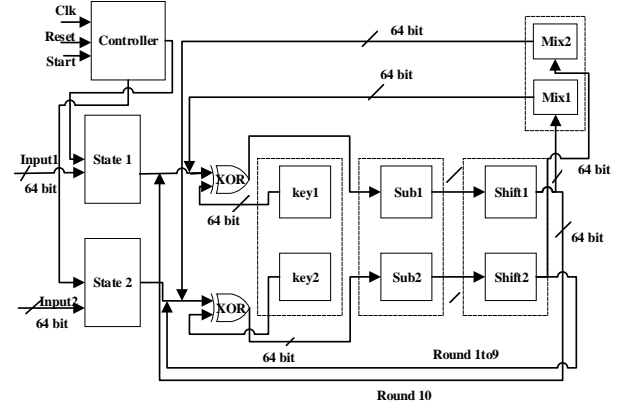 Clk
Reset
Start
Controller
64 bit
Mix2
64 bit
Mix1
Input1
64 bit
State 1
XOR
64 bit
key1
Sub1
Shift1
64 bit
64 bit
State 2
Input2
64 bit
XOR
64 bit
key2
Sub2
Shift2
Round 1to9
Round 10